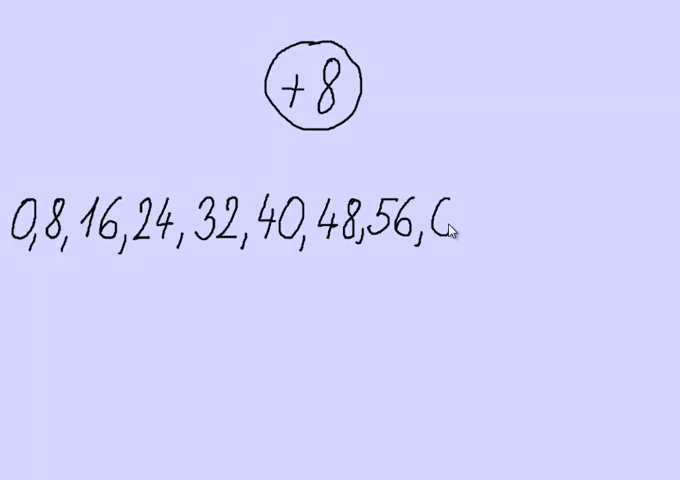 +8
0, 8, 16, 24, 32, 40, 48, 56,